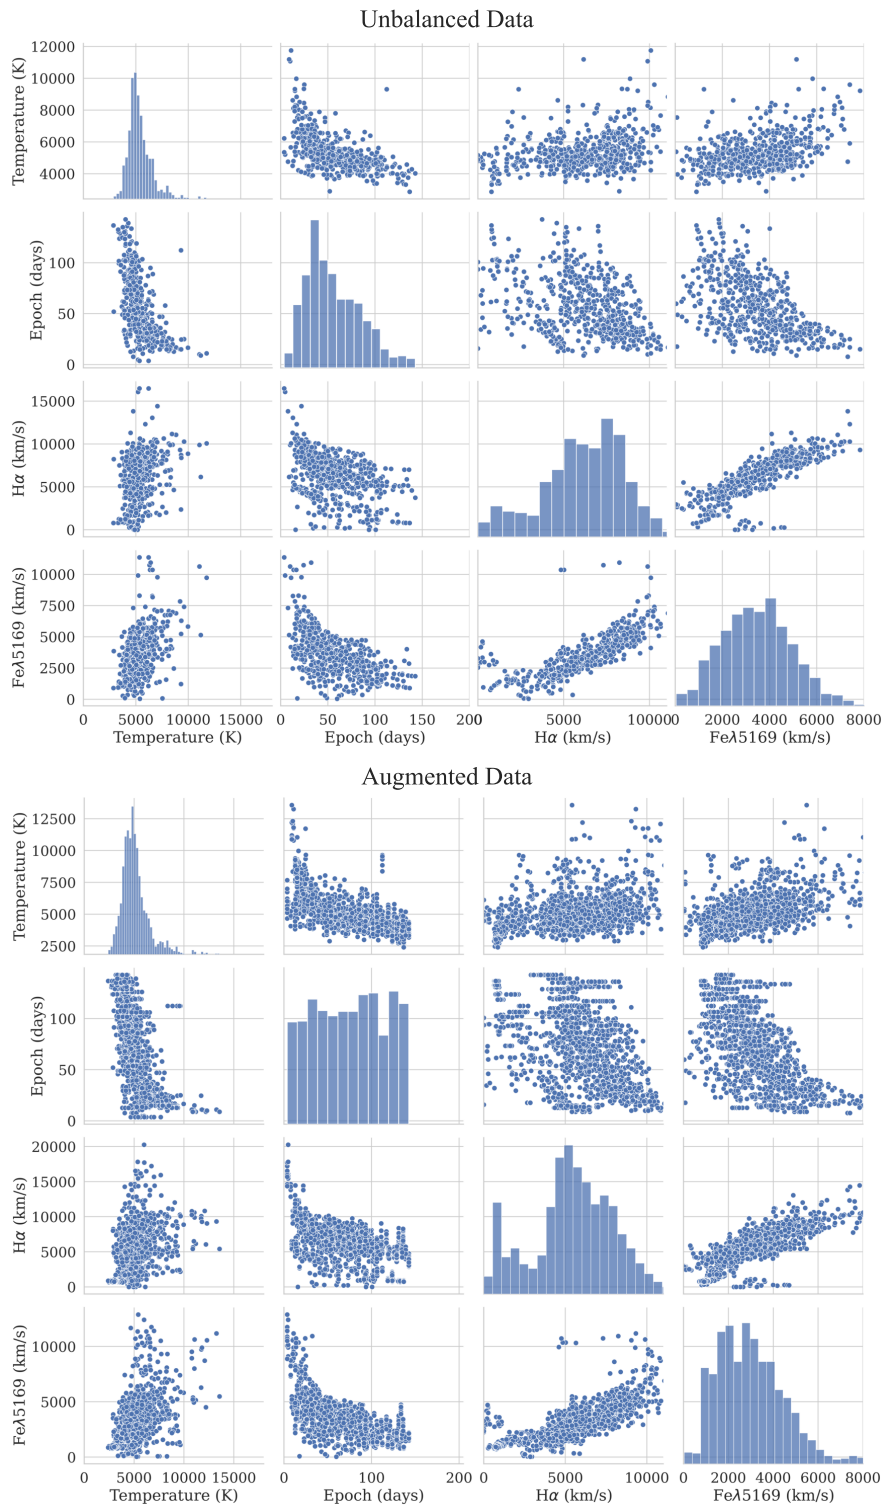 Unbalanced Data
12000
10000
8000
6000
4000
Temperature (K)
100
50
0
Epoch (days)
15000
10000
5000
0
Hα (km/s)
10000
7500
5000
2500
0
Feλ5169 (km/s)
0 5000 10000 15000
0 50 100 150 200
0 5000 10000
2000 4000 6000 8000
Temperature (K) Epoch (days) Hα (km/s) Feλ5169 (km/s)
Augmented Data
12500
10000
7500
5000
2500
Temperature (K)
100
50
0
Epoch (days)
20000
15000
10000
5000
0
Hα (km/s)
10000
5000
0
Feλ5169 (km/s)
0 5000 10000 15000
0 100 200
0 5000 10000
0 2000 4000 6000 8000
Temperature (K) Epoch (days) Hα (km/s) Feλ5169 (km/s)